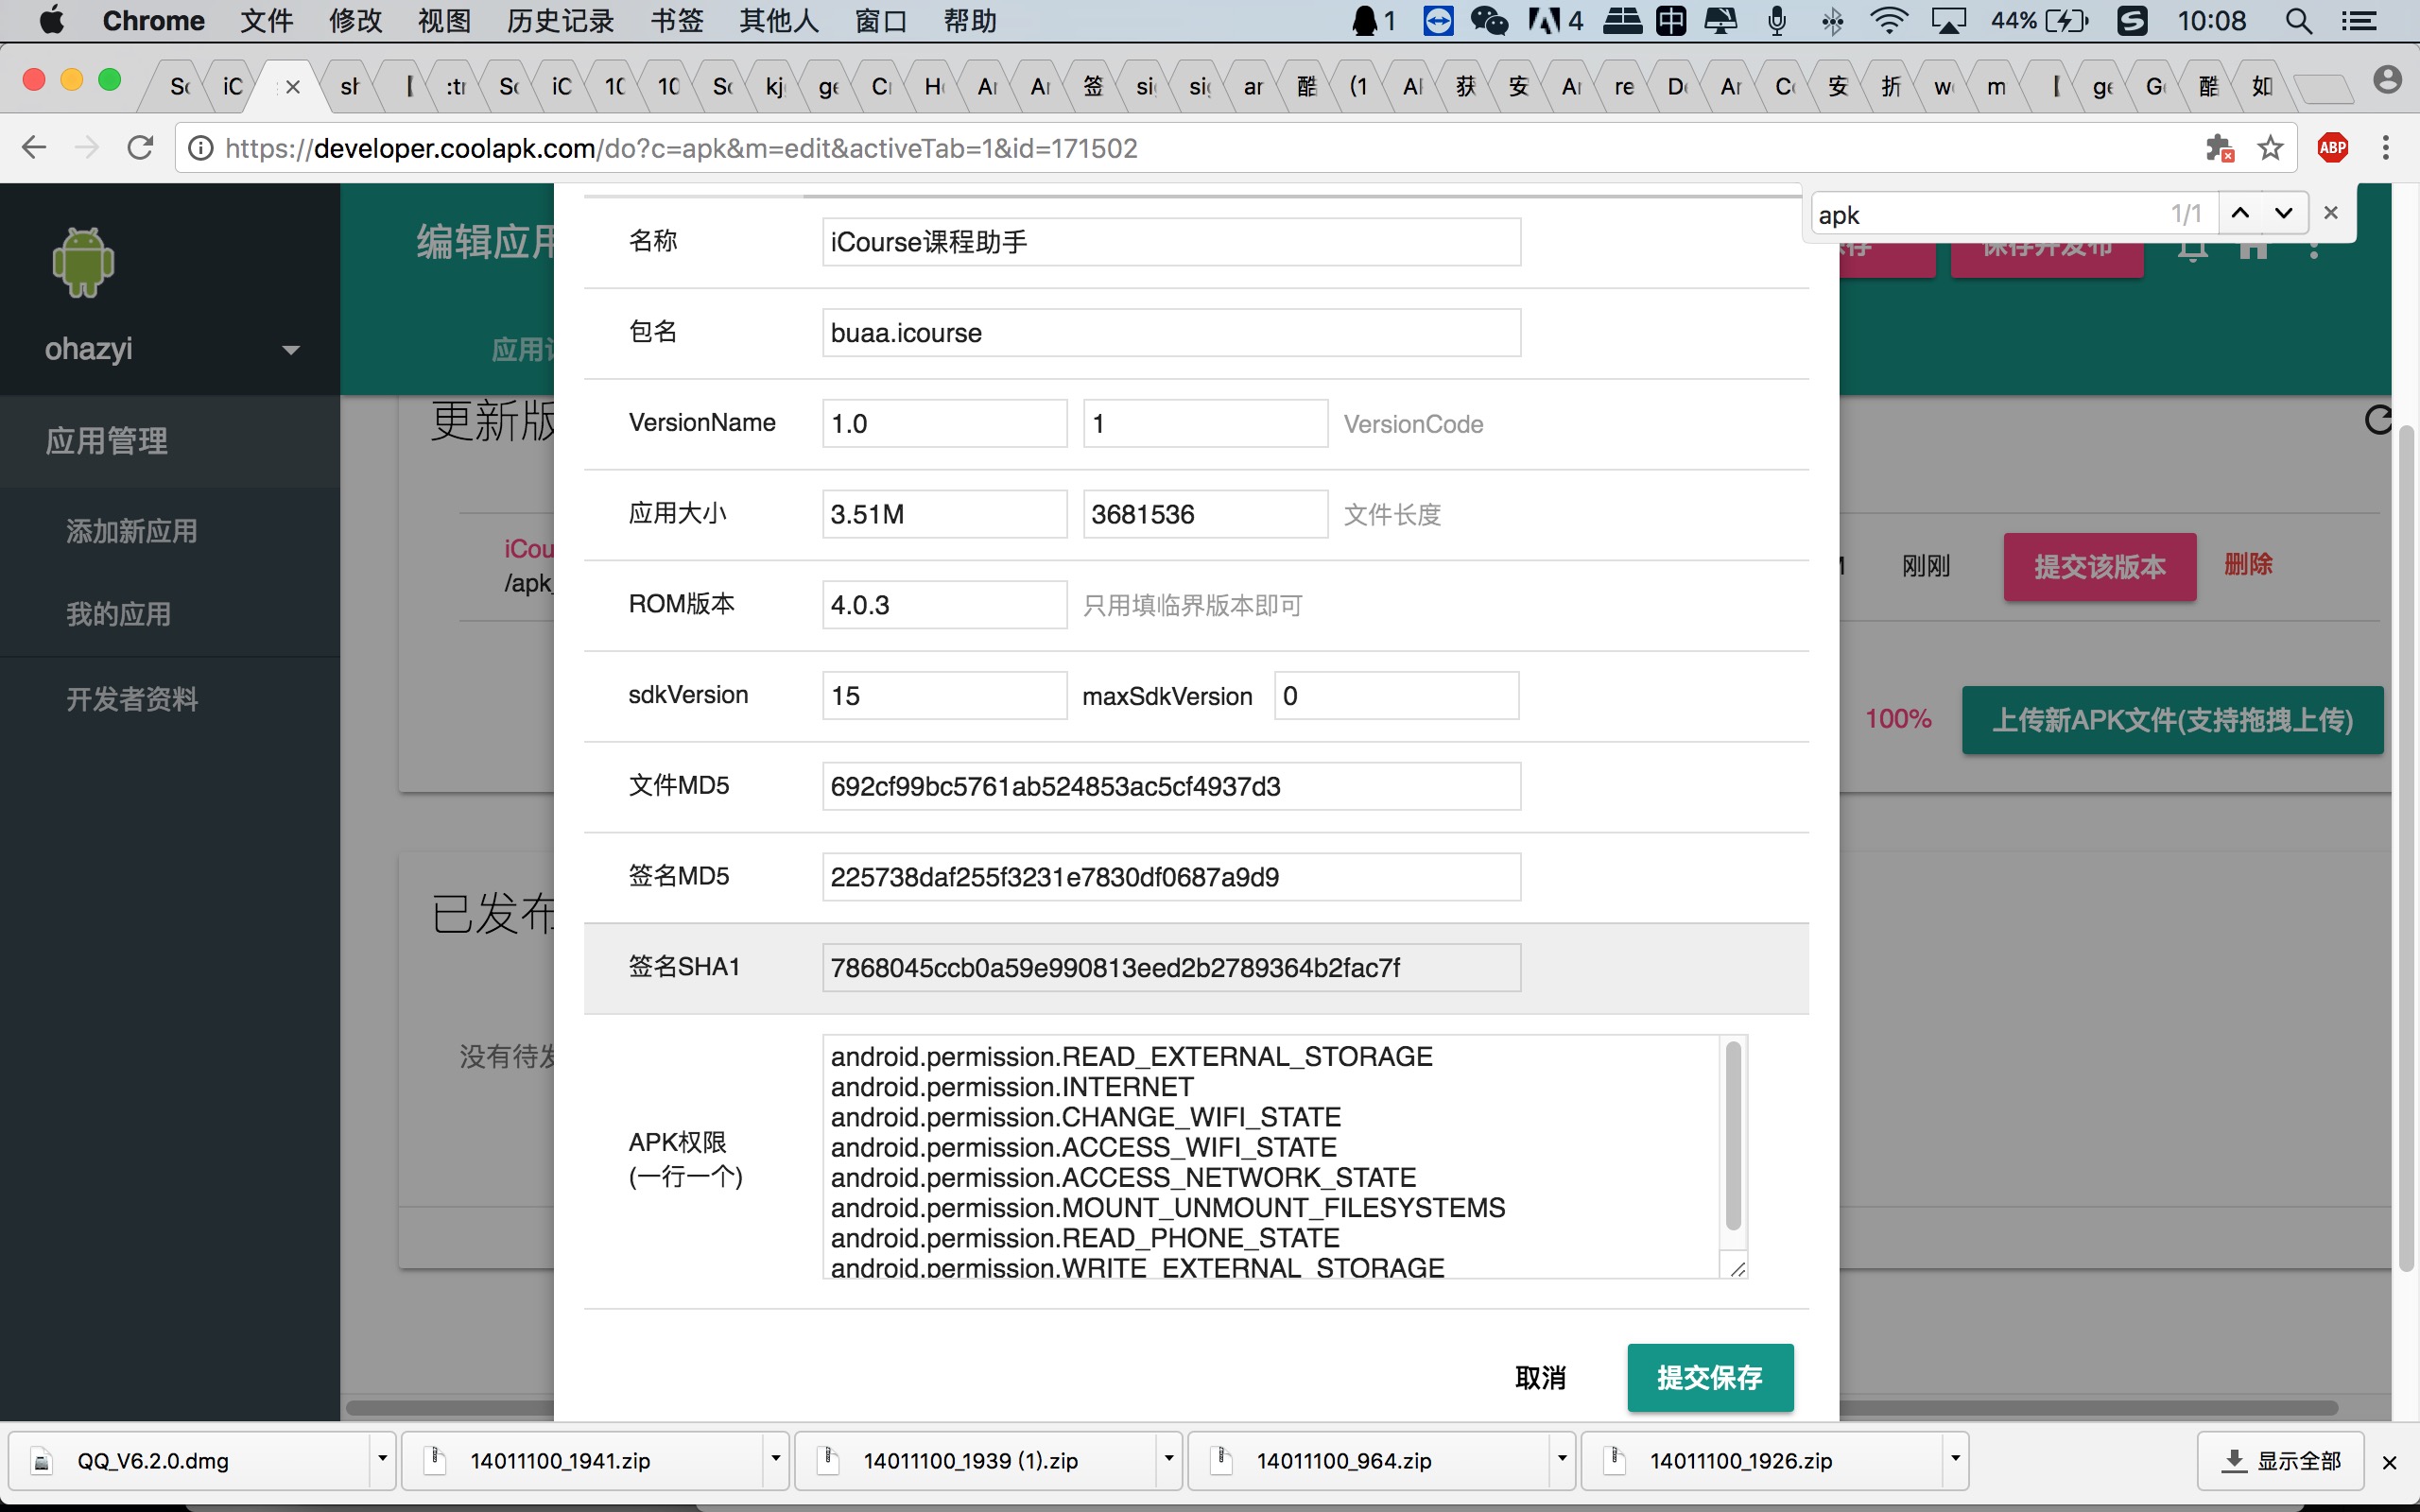 Chrome 文件 修改 视图 历史记录 书签 其他人 窗口 帮助 1 4 中 44% 10:08
iC sh :tr iC 10 10 kj ge H 签 si ar 酷 (1 获 安 re 安 折 w m ge G 酷 如
https://developer.coolapk.com/do?c=apk&m=edit&activeTab=1&id=171502 ABP
apk 1/1
编辑应用
保存并发布
ohazyi
应用管理
添加新应用
我的应用
开发者资料
更新版
iCou
/apk_
刚刚 提交该版本 删除
100% 上传新APK文件(支持拖拽上传)
已发布
没有待发
名称 iCourse课程助手
包名 buaa.icourse
VersionName 1.0 1 VersionCode
应用大小 3.51M 3681536 文件长度
ROM版本 4.0.3 只用填临界版本即可
sdkVersion 15 maxSdkVersion 0
文件MD5 692cf99bc5761ab524853ac5cf4937d3
签名MD5 225738daf255f3231e7830df0687a9d9
签名SHA1 7868045ccb0a59e990813eed2b2789364b2fac7f
APK权限
(一行一个)
android.permission.READ_EXTERNAL_STORAGE
android.permission.INTERNET
android.permission.CHANGE_WIFI_STATE
android.permission.ACCESS_WIFI_STATE
android.permission.ACCESS_NETWORK_STATE
android.permission.MOUNT_UNMOUNT_FILESYSTEMS
android.permission.READ_PHONE_STATE
android.permission.WRITE_EXTERNAL_STORAGE
取消 提交保存
QQ_V6.2.0.dmg 14011100_1941.zip 14011100_1939 (1).zip 14011100_964.zip 14011100_1926.zip 显示全部